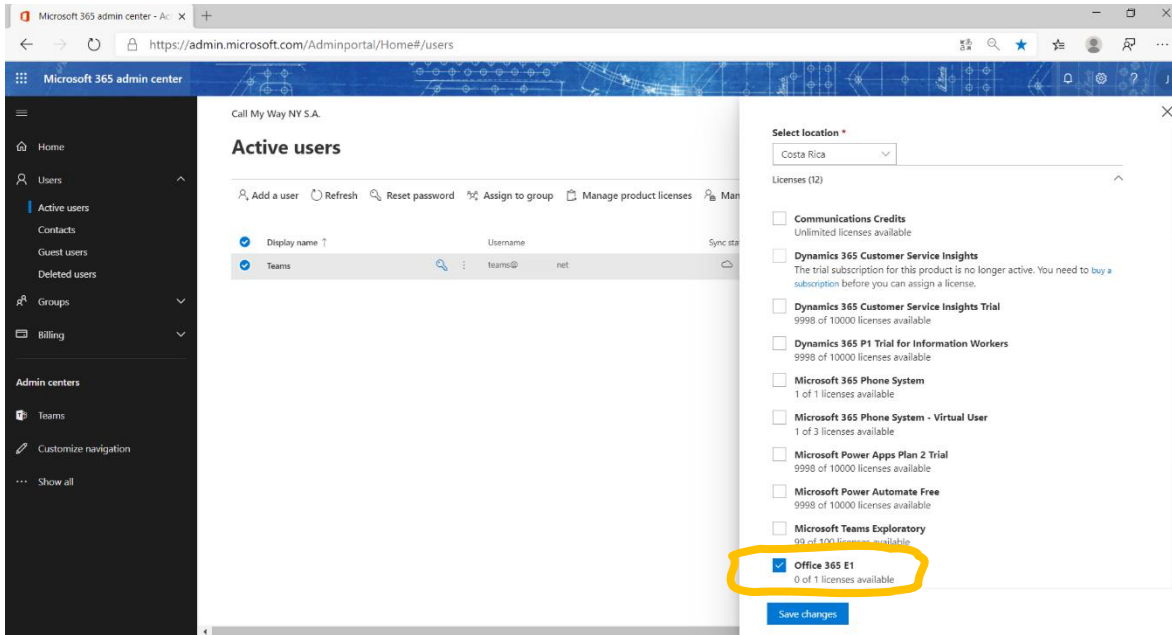 Microsoft 365 admin center - Ac
https://admin.microsoft.com/Adminportal/Home#/users
Microsoft 365 admin center
Home
Users
Active users
Contacts
Guest users
Deleted users
Groups
Billing
Admin centers
Teams
Customize navigation
Show all
Call My Way NY S.A.
Active users
Add a user Refresh Reset password Assign to group Manage product licenses Man
Display name ↑ Username Sync sta
Teams teams@ net
Select location *
Costa Rica
Licenses (12)
Communications Credits
Unlimited licenses available
Dynamics 365 Customer Service Insights
The trial subscription for this product is no longer active. You need to buy a
subscription before you can assign a license.
Dynamics 365 Customer Service Insights Trial
9998 of 10000 licenses available
Dynamics 365 P1 Trial for Information Workers
9998 of 10000 licenses available
Microsoft 365 Phone System
1 of 1 licenses available
Microsoft 365 Phone System - Virtual User
1 of 3 licenses available
Microsoft Power Apps Plan 2 Trial
9998 of 10000 licenses available
Microsoft Power Automate Free
9998 of 10000 licenses available
Microsoft Teams Exploratory
99 of 100 licenses available
Office 365 E1
0 of 1 licenses available
Save changes